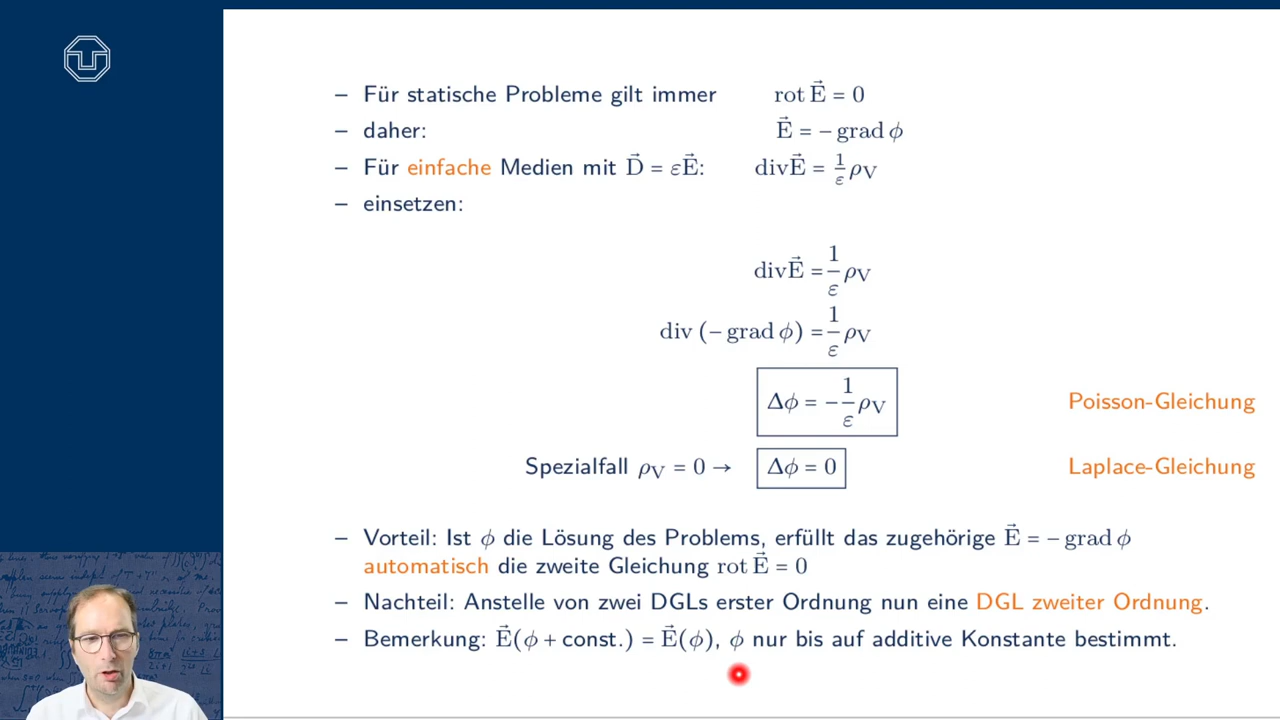 – Für statische Probleme gilt immer rot E⃗ = 0
– daher: E⃗ = – grad ϕ
– Für einfache Medien mit D⃗ = εE⃗: divE⃗ = 1/ε ρV
– einsetzen:
divE⃗ = 1/ε ρV
div (– grad ϕ) = 1/ε ρV
Δϕ = – 1/ε ρV Poisson-Gleichung
Spezialfall ρV = 0 → Δϕ = 0 Laplace-Gleichung
– Vorteil: Ist ϕ die Lösung des Problems, erfüllt das zugehörige E⃗ = – grad ϕ
automatisch die zweite Gleichung rot E⃗ = 0
– Nachteil: Anstelle von zwei DGLs erster Ordnung nun eine DGL zweiter Ordnung.
– Bemerkung: E⃗(ϕ + const.) = E⃗(ϕ), ϕ nur bis auf additive Konstante bestimmt.